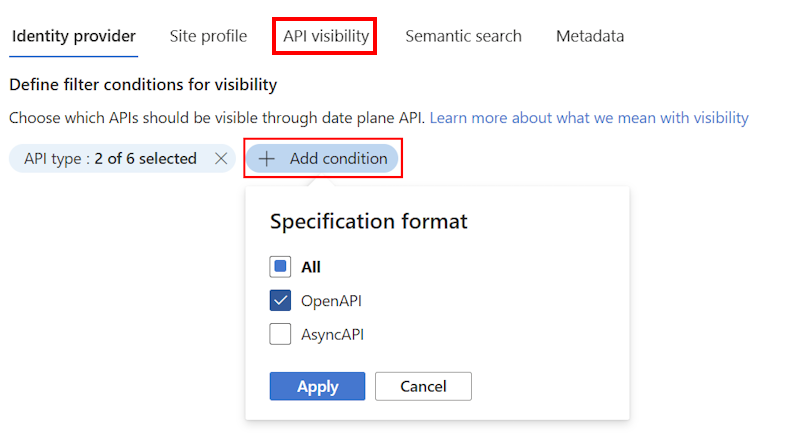 Identity provider Site profile API visibility Semantic search Metadata
Define filter conditions for visibility
Choose which APIs should be visible through date plane API. Learn more about what we mean with visibility
API type : 2 of 6 selected Add condition
Specification format
All
OpenAPI
AsyncAPI
Apply Cancel